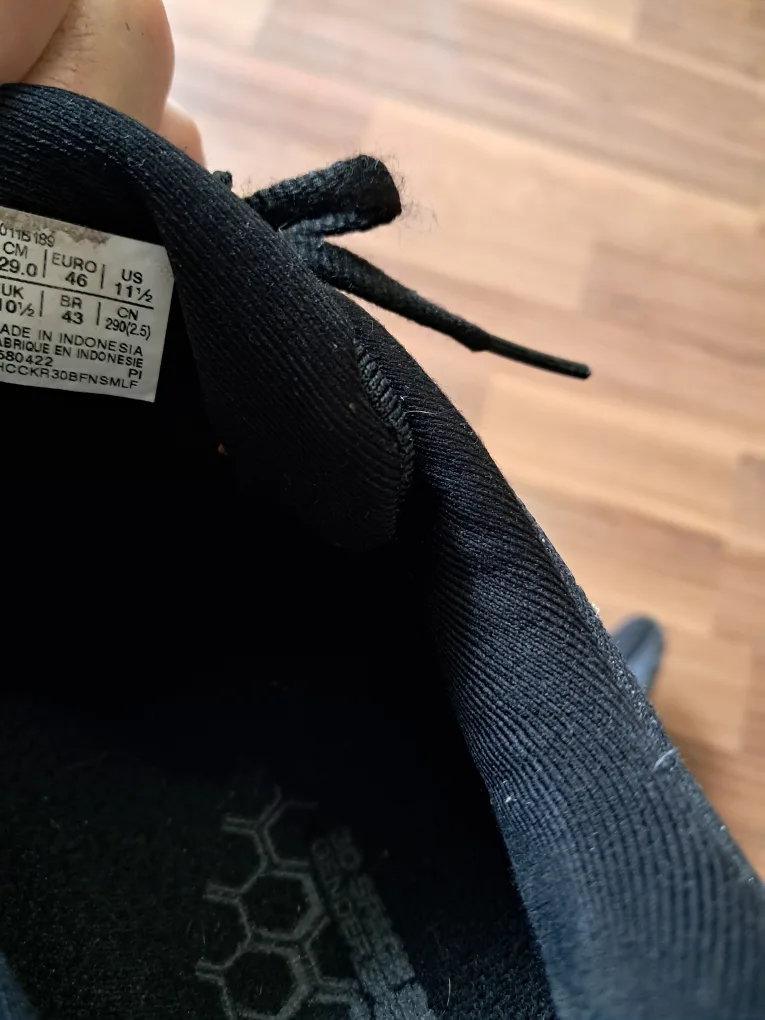 0115189
CM EURO US
29.0 46 11½
UK BR CN
10½ 43 290(2.5)
ADE IN INDONESIA
ABRIQUE EN INDONESIE
580422 PI
HCCKR30BFNSMLF